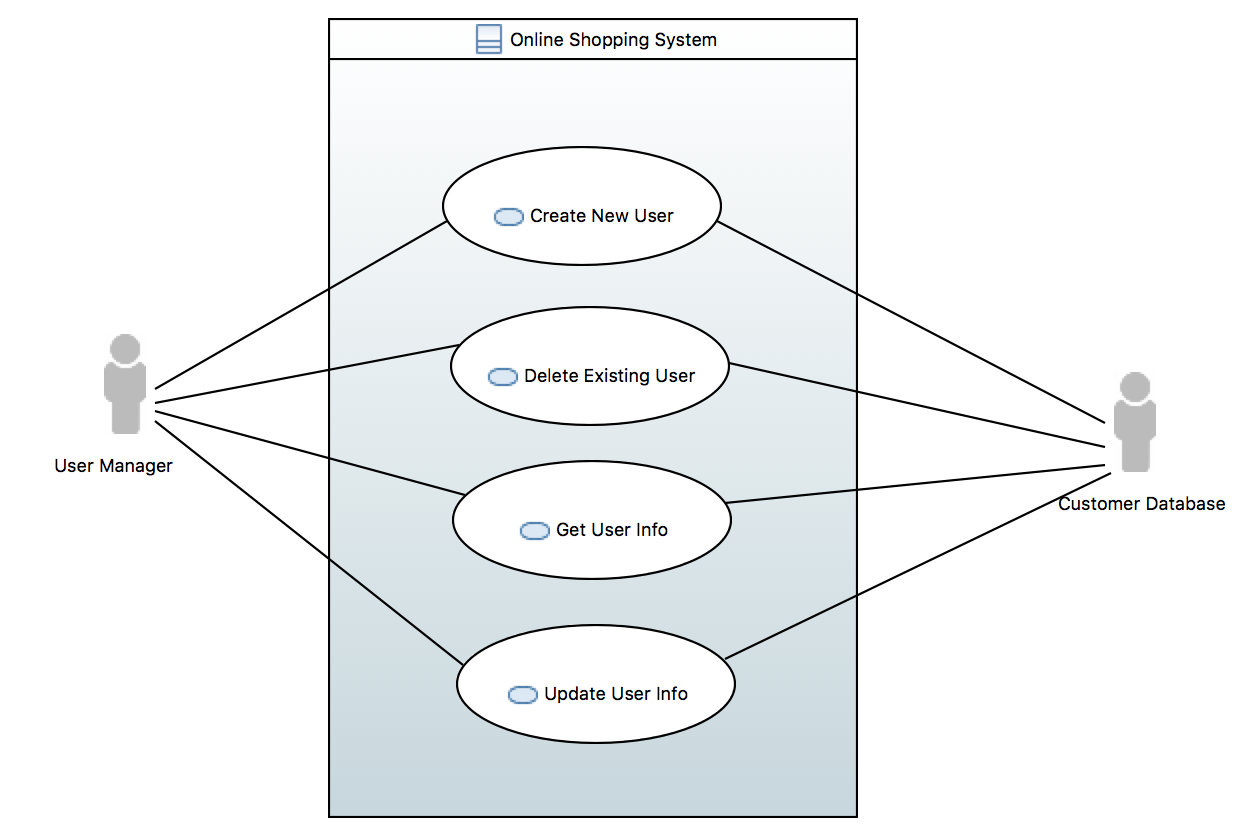 Online Shopping System
Create New User
Delete Existing User
User Manager
Get User Info
Customer Database
Update User Info